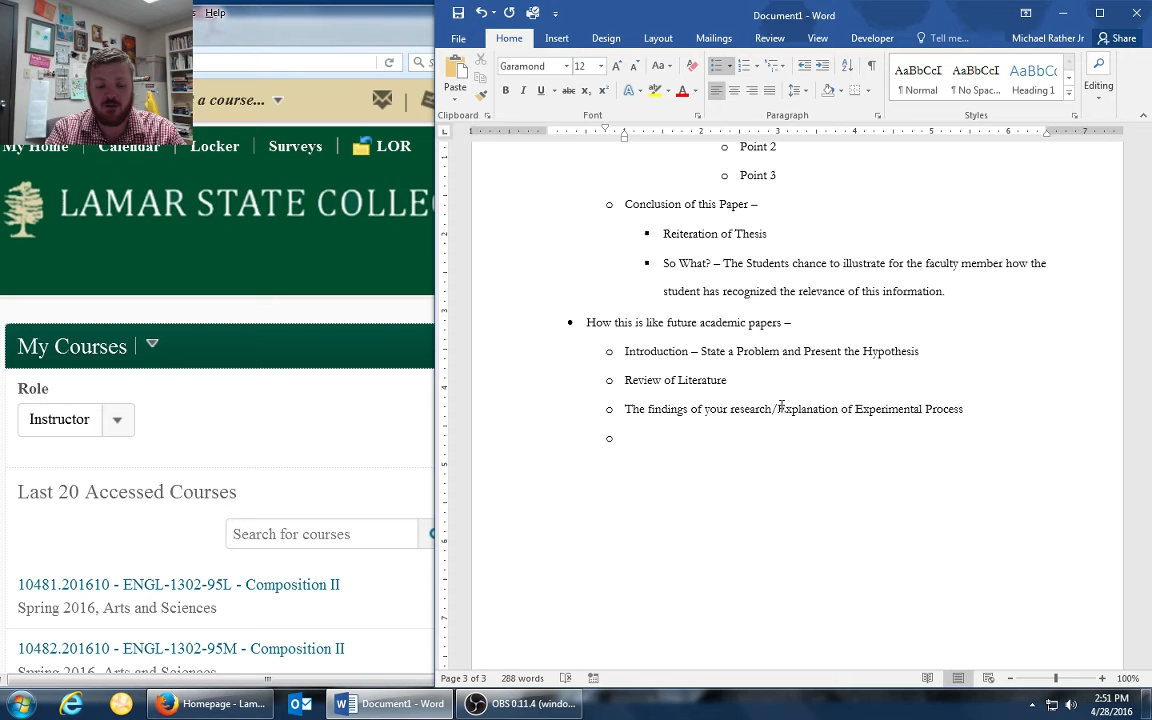 Help
a course...
My Home
Calendar
Locker
Surveys
LOR
LAMAR STATE COLLEG
My Courses
Role
Instructor
Last 20 Accessed Courses
Search for courses
10481.201610 - ENGL-1302-95L - Composition II
Spring 2016, Arts and Sciences
10482.201610 - ENGL-1302-95M - Composition II
Spring 2016, Arts and Sciences
Document1 - Word
File
Home
Insert
Design
Layout
Mailings
Review
View
Developer
Tell me...
Michael Rather Jr
Share
Paste
Garamond
12
Clipboard
Font
Paragraph
Styles
AaBbCcI
¶ Normal
AaBbCcI
¶ No Spac...
AaBbCcI
Heading 1
Editing
Point 2
Point 3
Conclusion of this Paper –
Reiteration of Thesis
So What? – The Students chance to illustrate for the faculty member how the
student has recognized the relevance of this information.
How this is like future academic papers –
Introduction – State a Problem and Present the Hypothesis
Review of Literature
The findings of your research/Explanation of Experimental Process
Page 3 of 3
288 words
100%
Homepage - Lam...
Document1 - Word
OBS 0.11.4 (windo...
2:51 PM
4/28/2016